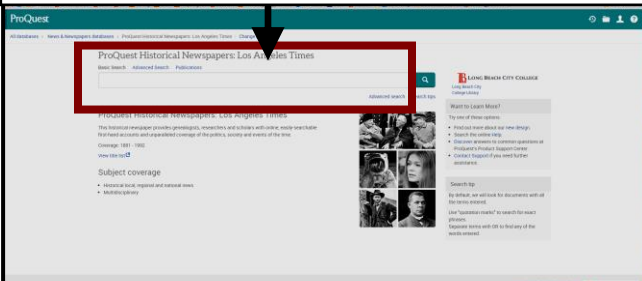 ProQuest
All databases > News & Newspapers databases > ProQuest Historical Newspapers: Los Angeles Times > Change
ProQuest Historical Newspapers: Los Angeles Times
Basic Search Advanced Search Publications
Advanced search Search tips
ProQuest Historical Newspapers: Los Angeles Times
This historical newspaper provides genealogists, researchers and scholars with online, easily-searchable
first-hand accounts and unparalleled coverage of the politics, society and events of the time.
Coverage: 1881 -
View title list
Subject coverage
• Historical local, regional and national news
• Multidisciplinary
LONG BEACH CITY COLLEGE
Long Beach City
College Library
Want to Learn More?
Try one of these options:
• Find out more about our new design.
• Search the online Help.
• Discover answers to common questions at
ProQuest's Product Support Center.
• Contact Support if you need further
assistance.
Search tip
By default, we will look for documents with all
the terms entered.
Use "quotation marks" to search for exact
phrases.
Separate terms with OR to find any of the
words entered.